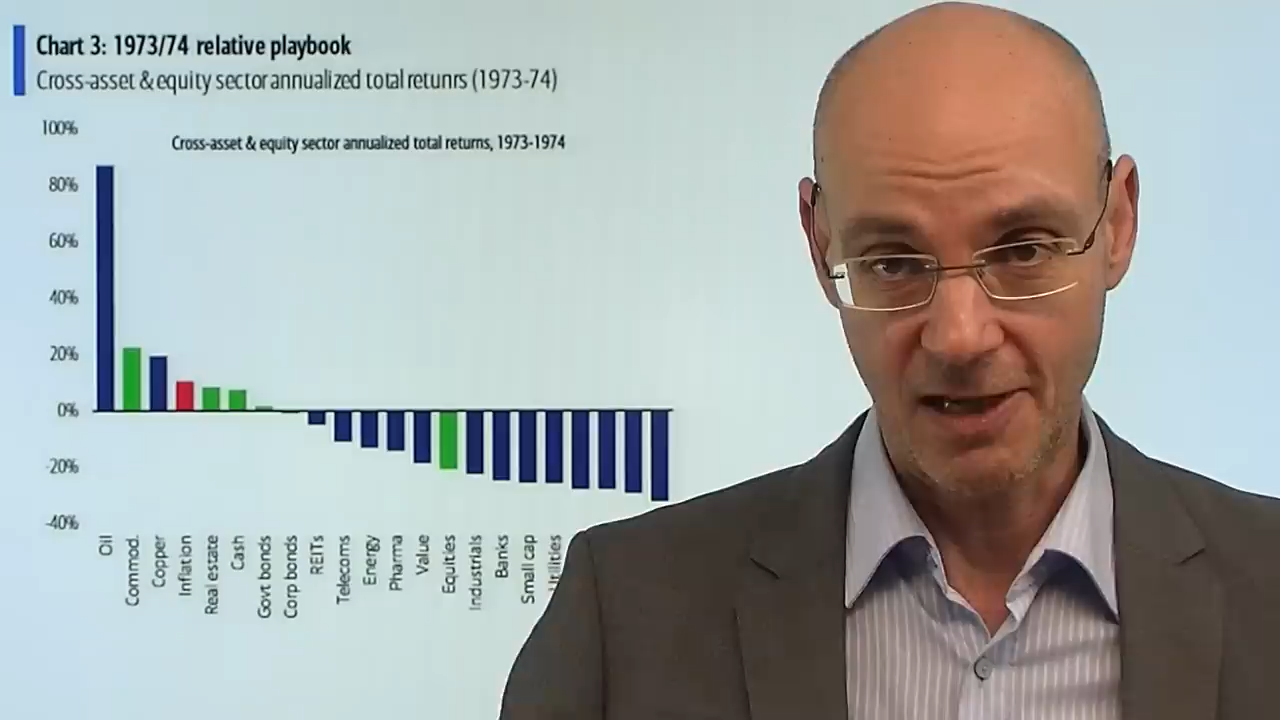 Chart 3: 1973/74 relative playbook
Cross-asset & equity sector annualized total retunrs (1973-74)
Cross-asset & equity sector annualized total returns, 1973-1974
100%
80%
60%
40%
20%
0%
-20%
-40%
Oil
Commod.
Copper
Inflation
Real estate
Cash
Govt bonds
Corp bonds
REITs
Telecoms
Energy
Pharma
Value
Equities
Industrials
Banks
Small cap
Utilities